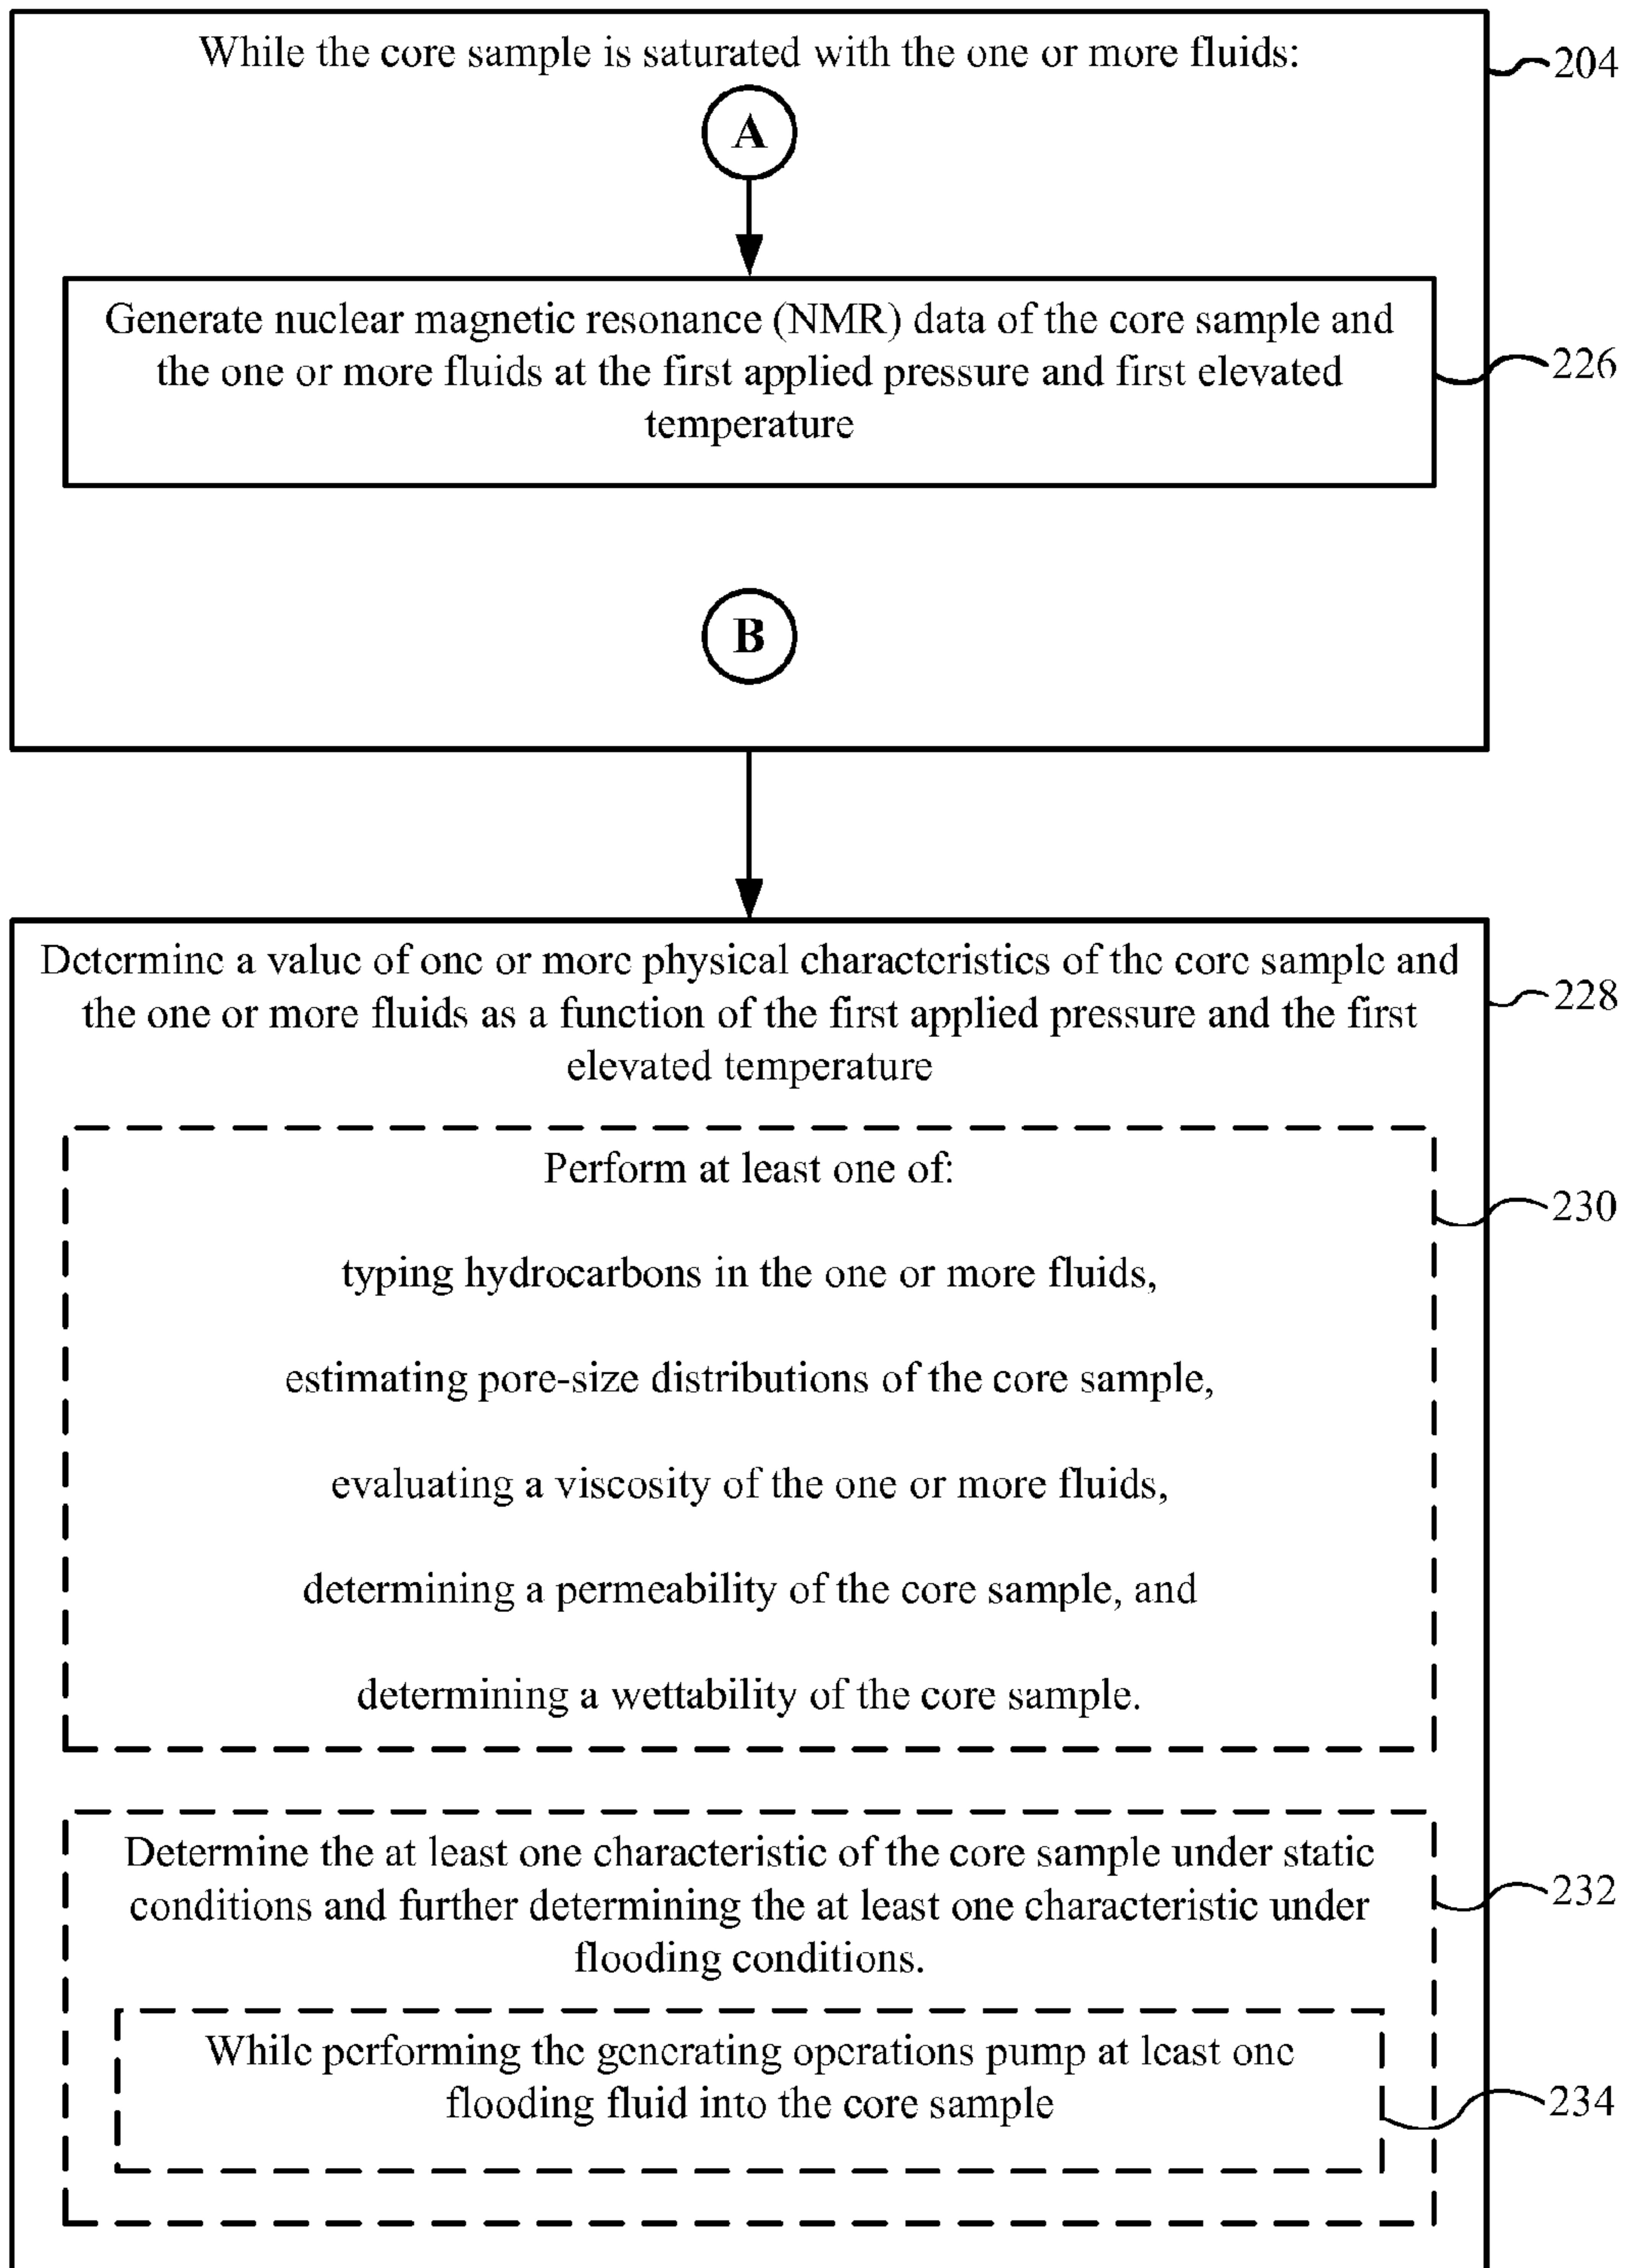 While the core sample is saturated with the one or more fluids:
204
A
Generate nuclear magnetic resonance (NMR) data of the core sample and
the one or more fluids at the first applied pressure and first elevated
temperature
226
B
Determine a value of one or more physical characteristics of the core sample and
the one or more fluids as a function of the first applied pressure and the first
elevated temperature
228
Perform at least one of:
230
typing hydrocarbons in the one or more fluids,
estimating pore-size distributions of the core sample,
evaluating a viscosity of the one or more fluids,
determining a permeability of the core sample, and
determining a wettability of the core sample.
Determine the at least one characteristic of the core sample under static
conditions and further determining the at least one characteristic under
flooding conditions.
232
While performing the generating operations pump at least one
flooding fluid into the core sample
234